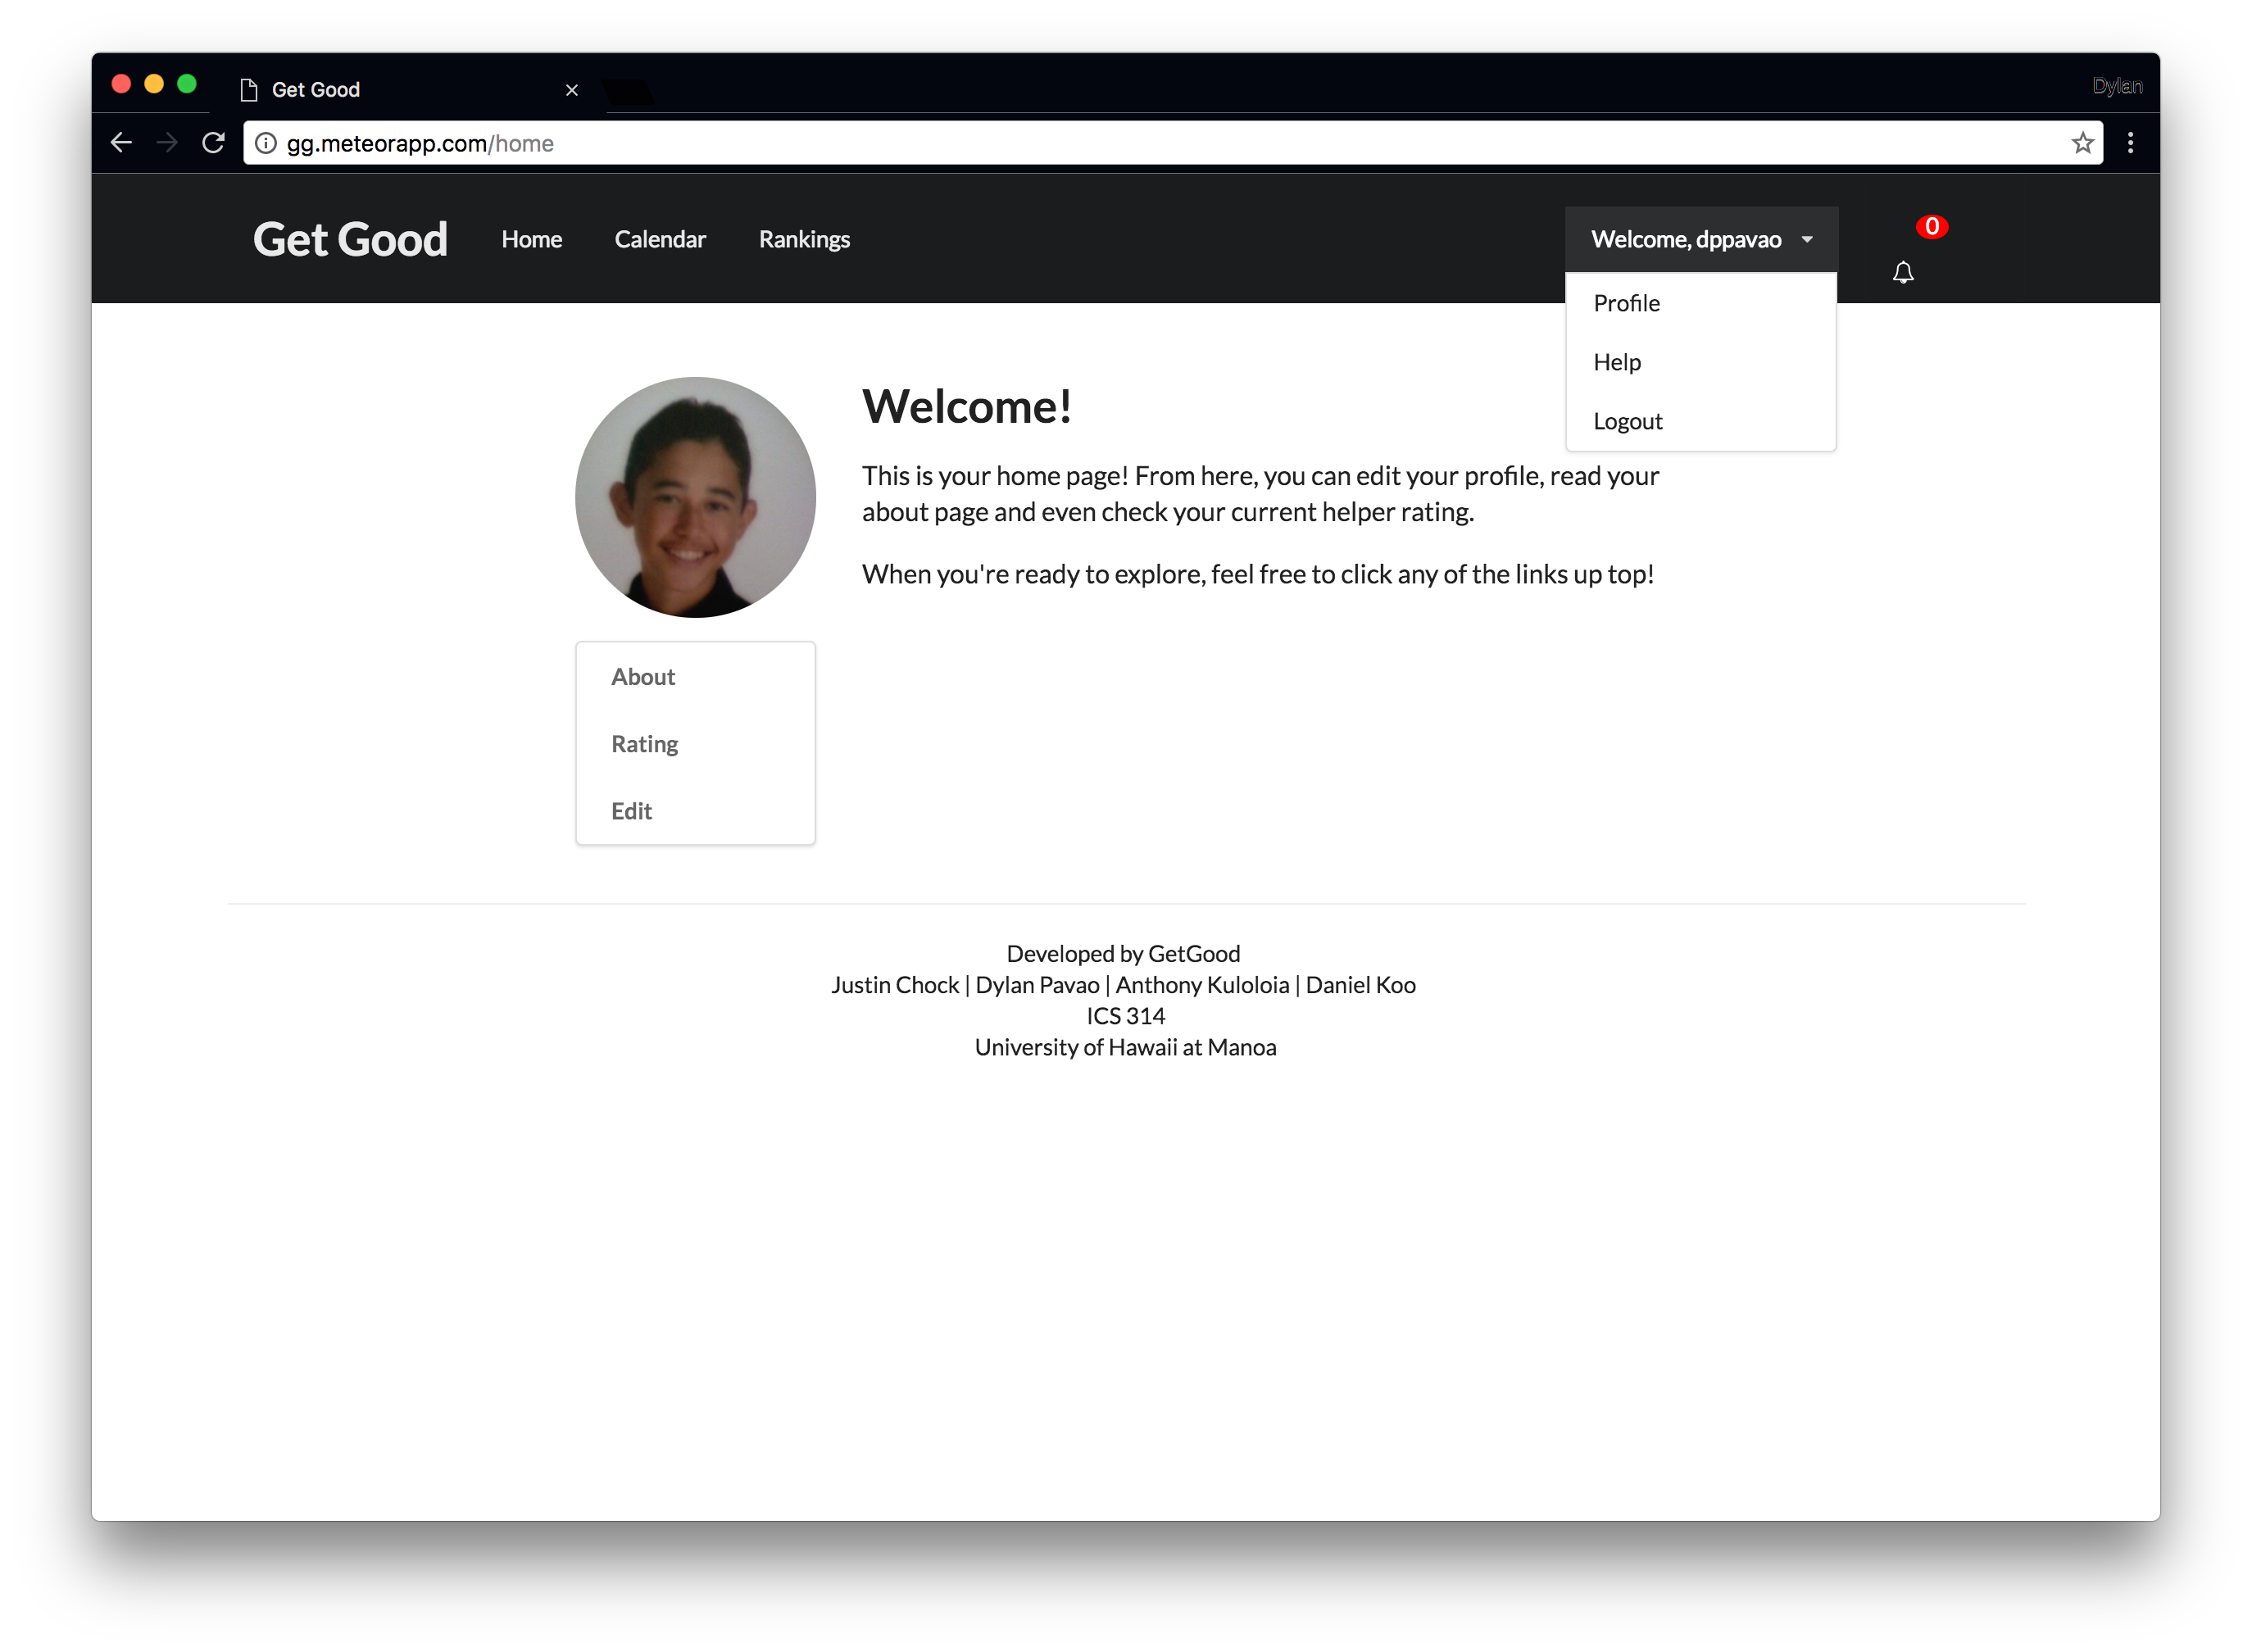 Get Good
Dylan
gg.meteorapp.com/home
Get Good Home Calendar Rankings Welcome, dppavao 0
Profile
Help
Logout
Welcome!
This is your home page! From here, you can edit your profile, read your
about page and even check your current helper rating.
When you're ready to explore, feel free to click any of the links up top!
About
Rating
Edit
Developed by GetGood
Justin Chock | Dylan Pavao | Anthony Kuloloia | Daniel Koo
ICS 314
University of Hawaii at Manoa